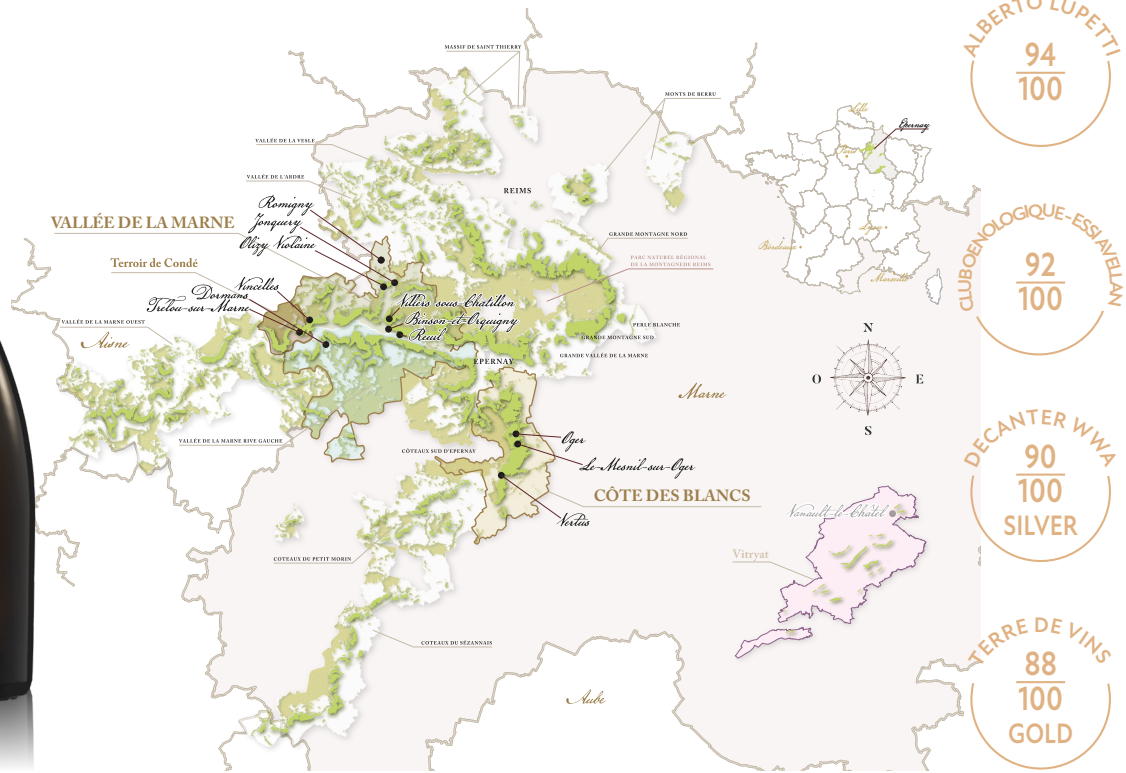 MASSIF DE SAINT THIERRY
MONTS DE BERRU
VALLÉE DE LA VESLE
VALLÉE DE L'ARDRE
REIMS
Romigny
Jonquery
Olizy Violaine
VALLÉE DE LA MARNE
Terroir de Condé
Vincelles
Dormans
Trélou-sur-Marne
VALLÉE DE LA MARNE OUEST
Aisne
Villers-sous-Chatillon
Binson-et-Orquigny
Reuil
GRANDE MONTAGNE NORD
PARC NATUREL RÉGIONAL
DE LA MONTAGNE DE REIMS
PERLE BLANCHE
GRANDE MONTAGNE SUD
GRANDE VALLÉE DE LA MARNE
EPERNAY
Marne
VALLÉE DE LA MARNE RIVE GAUCHE
CÔTEAUX SUD D'EPERNAY
Oger
Le-Mesnil-sur-Oger
CÔTE DES BLANCS
Vertus
COTEAUX DU PETIT MORIN
COTEAUX DU SÉZANNAIS
Aube
Lille
Epernay
Paris
Lyon
Bordeaux
Marseille
N
O
E
S
Vanault-le-Châtel
Vitryat
ALBERTO LUPETTI
94
100
CLUBOENOLOGIQUE-ESSIAVELLAN
92
100
DECANTER WWA
90
100
SILVER
TERRE DE VINS
88
100
GOLD